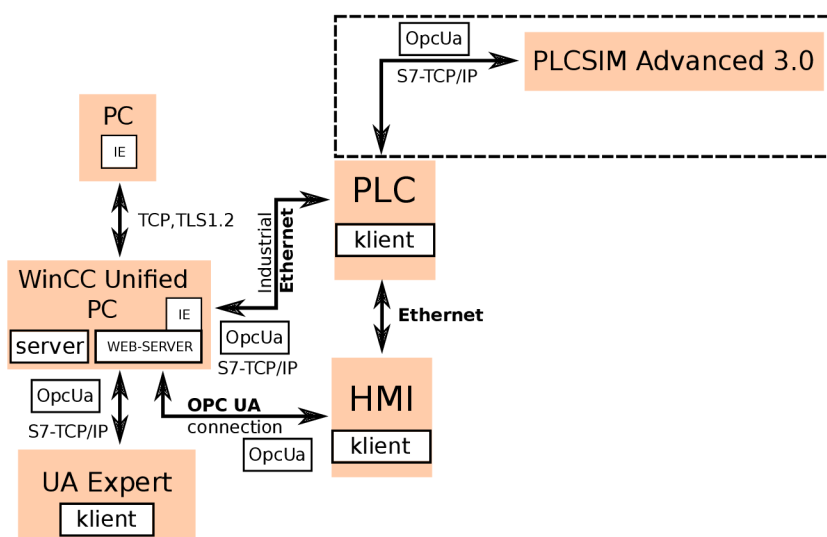 OpcUa
S7-TCP/IP
PLCSIM Advanced 3.0
PC
IE
TCP,TLS1.2
PLC
klient
Industrial
Ethernet
WinCC Unified
PC
IE
server
WEB-SERVER
OpcUa
S7-TCP/IP
Ethernet
OpcUa
S7-TCP/IP
OPC UA
connection
OpcUa
HMI
klient
UA Expert
klient